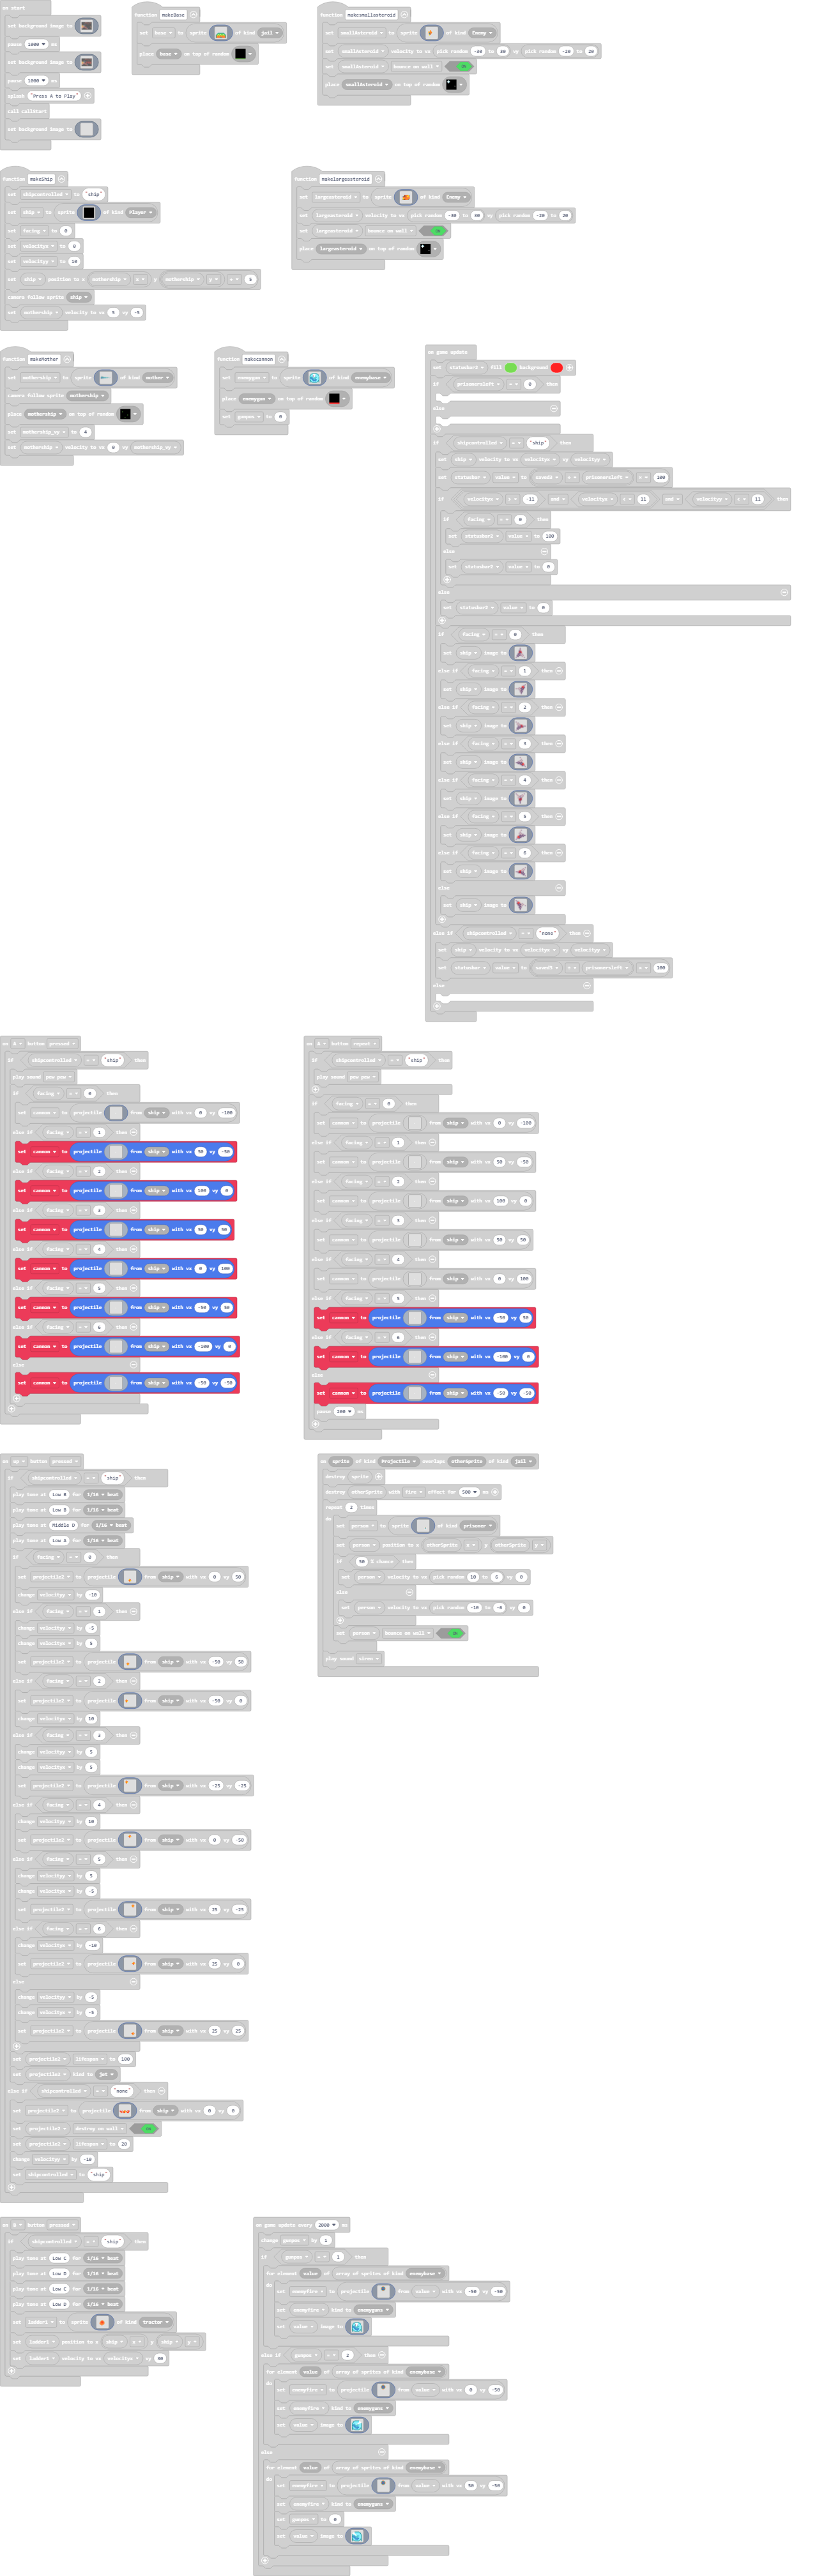 on start
set background image to
pause 1000 ms
set background image to
pause 1000 ms
splash "Press A to Play"
call callStart
set background image to
function makeBase
set base to sprite of kind jail
place base on top of random
function makesmallasteroid
set smallAsteroid to sprite of kind Enemy
set smallAsteroid velocity to vx pick random -30 to 30 vy pick random -20 to 20
set smallAsteroid bounce on wall ON
place smallAsteroid on top of random
function makeShip
set shipcontrolled to "ship"
set ship to sprite of kind Player
set facing to 0
set velocityx to 0
set velocityy to 10
set ship position to x mothership x y mothership y + 5
camera follow sprite ship
set mothership velocity to vx 5 vy -5
function makelargeasteroid
set largeasteroid to sprite of kind Enemy
set largeasteroid velocity to vx pick random -30 to 30 vy pick random -20 to 20
set largeasteroid bounce on wall ON
place largeasteroid on top of random
function makeMother
set mothership to sprite of kind mother
camera follow sprite mothership
place mothership on top of random
set mothership_vy to 4
set mothership velocity to vx 0 vy mothership_vy
function makecannon
set enemygun to sprite of kind enemybase
place enemygun on top of random
set gunpos to 0
on game update
set statusbar2 fill background
if prisonersleft = 0 then
else
if shipcontrolled = "ship" then
set ship velocity to vx velocityx vy velocityy
set statusbar value to saved3 ÷ prisonersleft × 100
if velocityx > -11 and velocityx < 11 and velocityy < 11 then
if facing = 0 then
set statusbar2 value to 100
else
set statusbar2 value to 0
else
set statusbar2 value to 0
if facing = 0 then
set ship image to
else if facing = 1 then
set ship image to
else if facing = 2 then
set ship image to
else if facing = 3 then
set ship image to
else if facing = 4 then
set ship image to
else if facing = 5 then
set ship image to
else if facing = 6 then
set ship image to
else
set ship image to
else if shipcontrolled = "none" then
set ship velocity to vx velocityx vy velocityy
set statusbar value to saved3 ÷ prisonersleft × 100
else
on A button pressed
if shipcontrolled = "ship" then
play sound pew pew
if facing = 0 then
set cannon to projectile from ship with vx 0 vy -100
else if facing = 1 then
set cannon to projectile from ship with vx 50 vy -50
else if facing = 2 then
set cannon to projectile from ship with vx 100 vy 0
else if facing = 3 then
set cannon to projectile from ship with vx 50 vy 50
else if facing = 4 then
set cannon to projectile from ship with vx 0 vy 100
else if facing = 5 then
set cannon to projectile from ship with vx -50 vy 50
else if facing = 6 then
set cannon to projectile from ship with vx -100 vy 0
else
set cannon to projectile from ship with vx -50 vy -50
on A button repeat
if shipcontrolled = "ship" then
play sound pew pew
if facing = 0 then
set cannon to projectile from ship with vx 0 vy -100
else if facing = 1 then
set cannon to projectile from ship with vx 50 vy -50
else if facing = 2 then
set cannon to projectile from ship with vx 100 vy 0
else if facing = 3 then
set cannon to projectile from ship with vx 50 vy 50
else if facing = 4 then
set cannon to projectile from ship with vx 0 vy 100
else if facing = 5 then
set cannon to projectile from ship with vx -50 vy 50
else if facing = 6 then
set cannon to projectile from ship with vx -100 vy 0
else
set cannon to projectile from ship with vx -50 vy -50
pause 200 ms
on up button pressed
if shipcontrolled = "ship" then
play tone at Low B for 1/16 beat
play tone at Low B for 1/16 beat
play tone at Middle D for 1/16 beat
play tone at Low A for 1/16 beat
if facing = 0 then
set projectile2 to projectile from ship with vx 0 vy 50
change velocityy by -10
else if facing = 1 then
change velocityy by -5
change velocityx by 5
set projectile2 to projectile from ship with vx -50 vy 50
else if facing = 2 then
set projectile2 to projectile from ship with vx -50 vy 0
change velocityx by 10
else if facing = 3 then
change velocityy by 5
change velocityx by 5
set projectile2 to projectile from ship with vx -25 vy -25
else if facing = 4 then
change velocityy by 10
set projectile2 to projectile from ship with vx 0 vy -50
else if facing = 5 then
change velocityy by 5
change velocityx by -5
set projectile2 to projectile from ship with vx 25 vy -25
else if facing = 6 then
change velocityx by -10
set projectile2 to projectile from ship with vx 25 vy 0
else
change velocityy by -5
change velocityx by -5
set projectile2 to projectile from ship with vx 25 vy 25
set projectile2 lifespan to 100
set projectile2 kind to jet
else if shipcontrolled = "none" then
set projectile2 to projectile from ship with vx 0 vy 0
set projectile2 destroy on wall ON
set projectile2 lifespan to 20
change velocityy by -10
set shipcontrolled to "ship"
on sprite of kind Projectile overlaps otherSprite of kind jail
destroy sprite
destroy otherSprite with fire effect for 500 ms
repeat 2 times
do
set person to sprite of kind prisoner
set person position to x otherSprite x y otherSprite y
if 50 % chance then
set person velocity to vx pick random 10 to 6 vy 0
else
set person velocity to vx pick random -10 to -6 vy 0
set person bounce on wall ON
play sound siren
on B button pressed
if shipcontrolled = "ship" then
play tone at Low C for 1/16 beat
play tone at Low D for 1/16 beat
play tone at Low C for 1/16 beat
play tone at Low D for 1/16 beat
set laddert to sprite of kind tractor
set laddert position to x ship x y ship y
set laddert velocity to vx velocityx vy 50
on game update every 2000 ms
change gunpos by 1
if gunpos = 1 then
for element value of array of sprites of kind enemybase
do
set enemyfire to projectile from value with vx -50 vy -50
set enemyfire kind to enemyguns
set value image to
else if gunpos = 2 then
for element value of array of sprites of kind enemybase
do
set enemyfire to projectile from value with vx 0 vy -50
set enemyfire kind to enemyguns
set value image to
else
for element value of array of sprites of kind enemybase
do
set enemyfire to projectile from value with vx 50 vy -50
set enemyfire kind to enemyguns
set gunpos to 0
set value image to